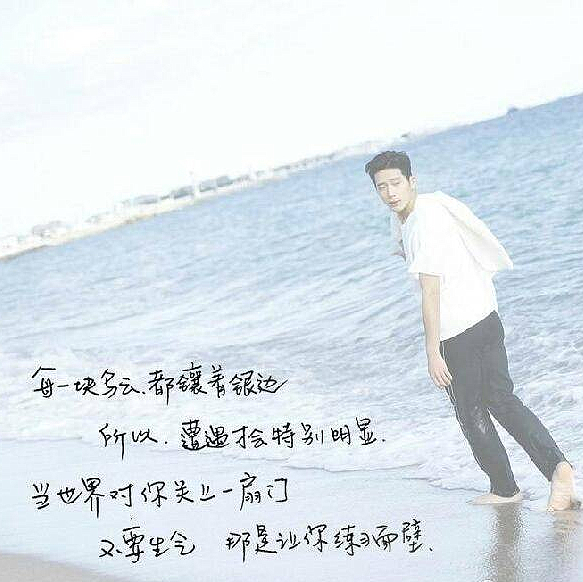 每一块乌云.都镶着银边
所以.遭遇才会特别明显.
当世界对你关上一扇门
不要生气 那是让你练习面壁.